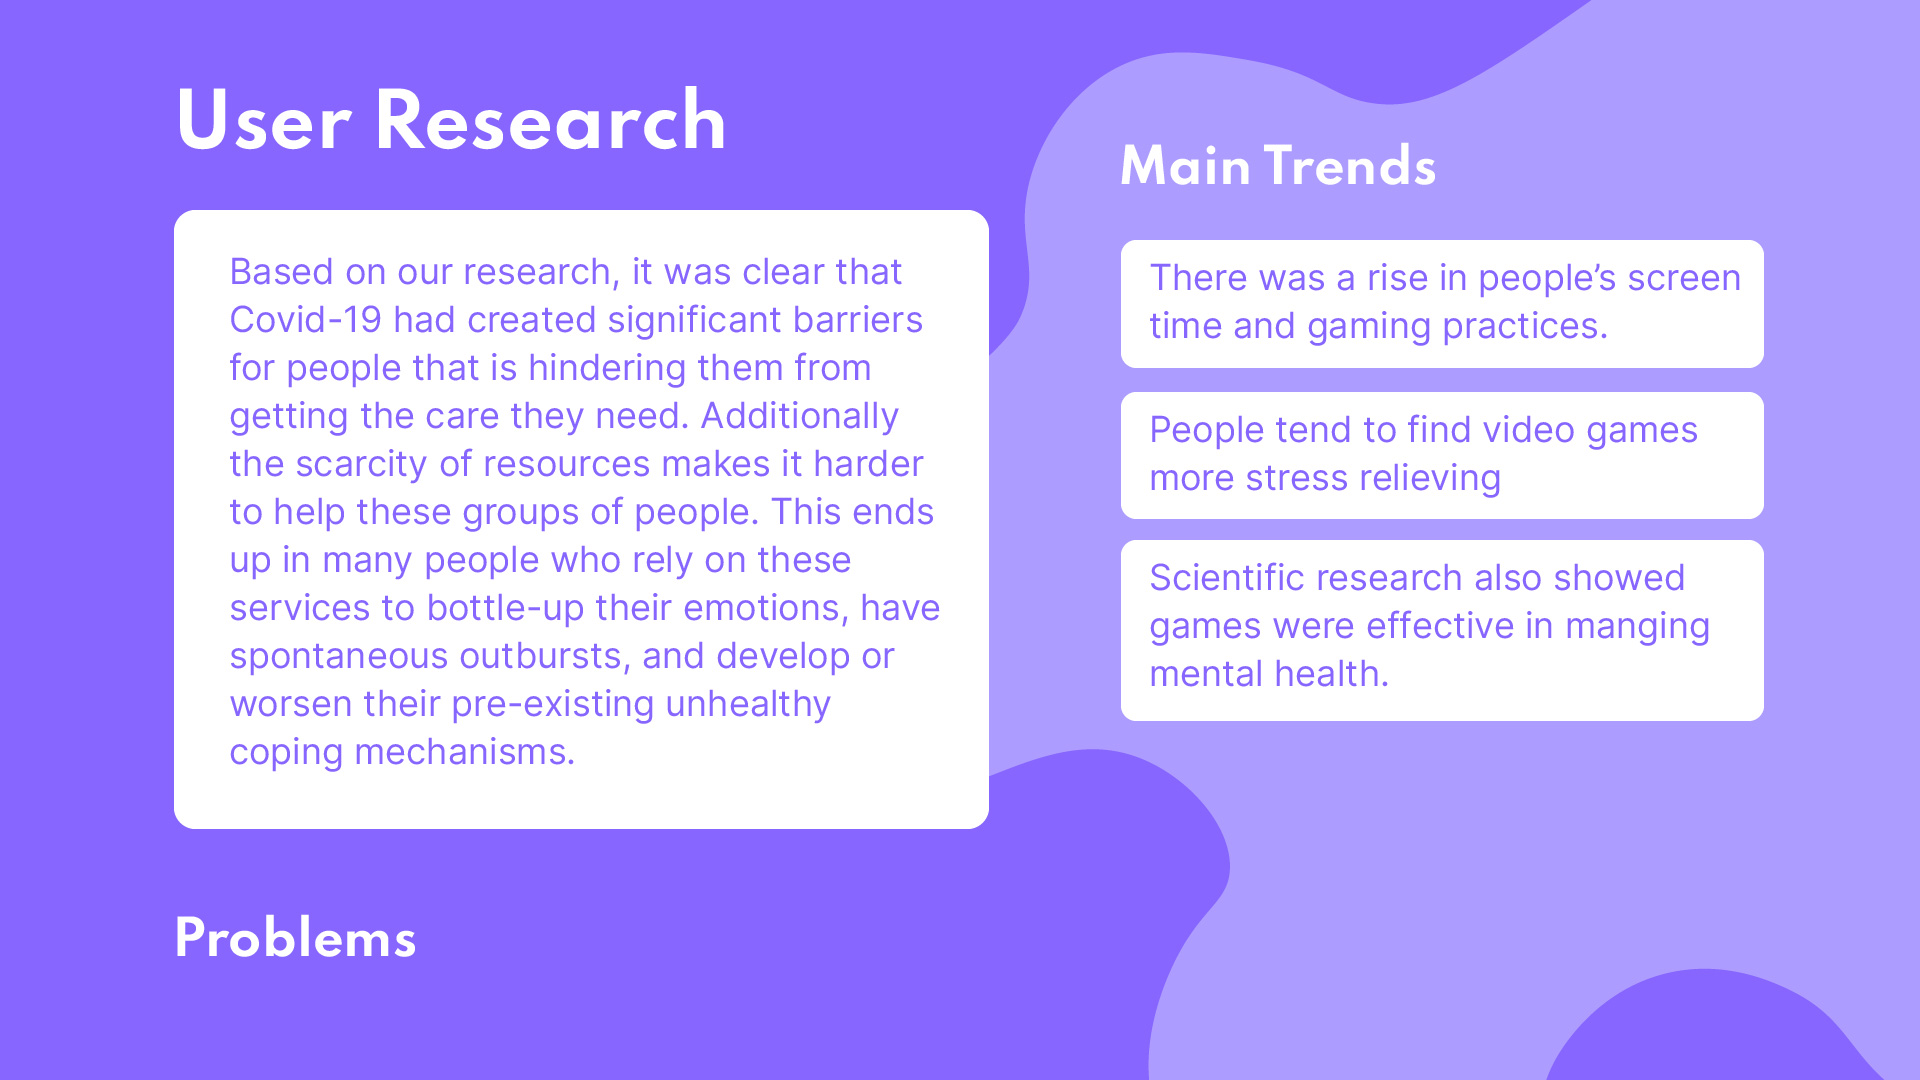 User Research
Based on our research, it was clear that
Covid-19 had created significant barriers
for people that is hindering them from
getting the care they need. Additionally
the scarcity of resources makes it harder
to help these groups of people. This ends
up in many people who rely on these
services to bottle-up their emotions, have
spontaneous outbursts, and develop or
worsen their pre-existing unhealthy
coping mechanisms.
Problems
Main Trends
There was a rise in people’s screen
time and gaming practices.
People tend to find video games
more stress relieving
Scientific research also showed
games were effective in manging
mental health.